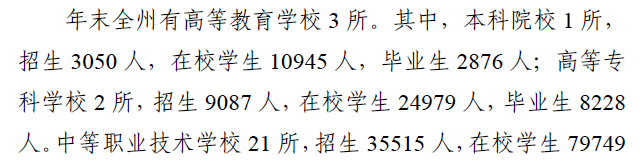 年末全州有高等教育学校 3 所。其中，本科院校 1 所，
招生 3050 人，在校学生 10945 人，毕业生 2876 人；高等专
科学校 2 所，招生 9087 人，在校学生 24979 人，毕业生 8228
人。中等职业技术学校 21 所，招生 35515 人，在校学生 79749